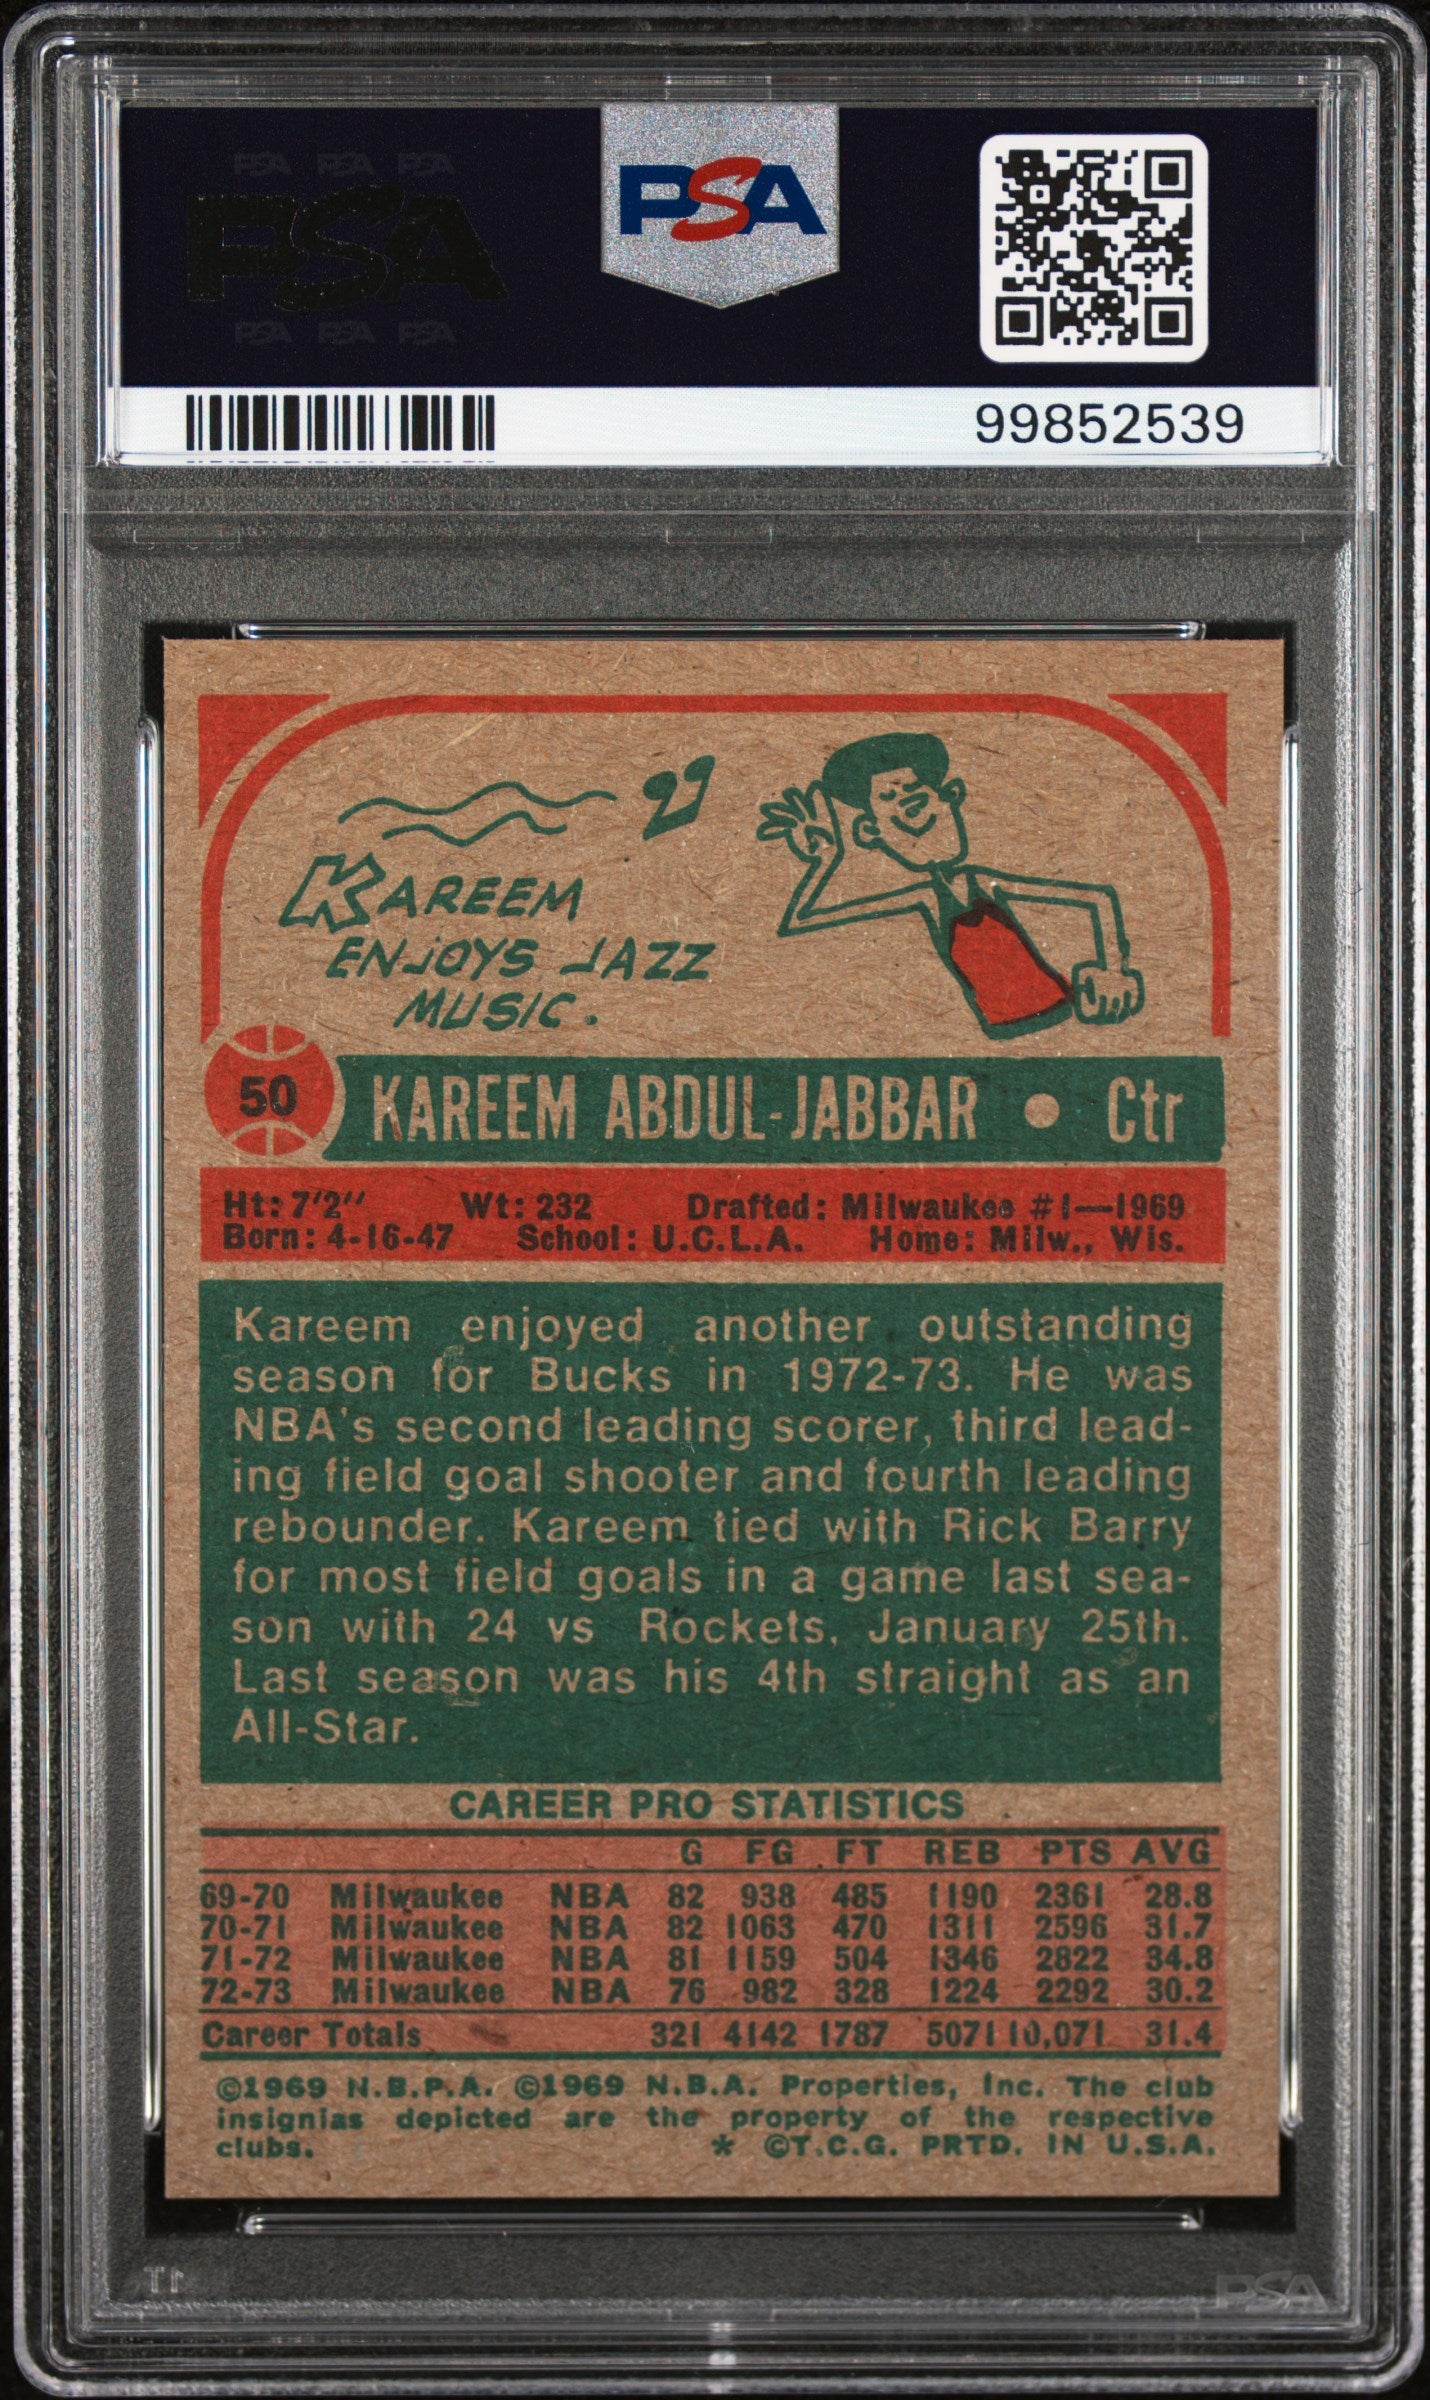 PSA PSA PSA
PSA
PSA PSA PSA
PSA
99852539
KAREEM
ENJOYS JAZZ
MUSIC.
50 KAREEM ABDUL-JABBAR • Ctr
Ht: 7'2" Wt: 232 Drafted: Milwaukee #1—1969
Born: 4-16-47 School: U.C.L.A. Home: Milw., Wis.
Kareem enjoyed another outstanding
season for Bucks in 1972-73. He was
NBA's second leading scorer, third lead-
ing field goal shooter and fourth leading
rebounder. Kareem tied with Rick Barry
for most field goals in a game last sea-
son with 24 vs Rockets, January 25th.
Last season was his 4th straight as an
All-Star.
CAREER PRO STATISTICS
G FG FT REB PTS AVG
69-70 Milwaukee NBA 82 938 485 1190 2361 28.8
70-71 Milwaukee NBA 82 1063 470 1311 2596 31.7
71-72 Milwaukee NBA 81 1159 504 1346 2822 34.8
72-73 Milwaukee NBA 76 982 328 1224 2292 30.2
Career Totals 321 4142 1787 5071 10,071 31.4
©1969 N.B.P.A. ©1969 N.B.A. Properties, Inc. The club
insignias depicted are the property of the respective
clubs. * ©T.C.G. PRTD. IN U.S.A.
PSA